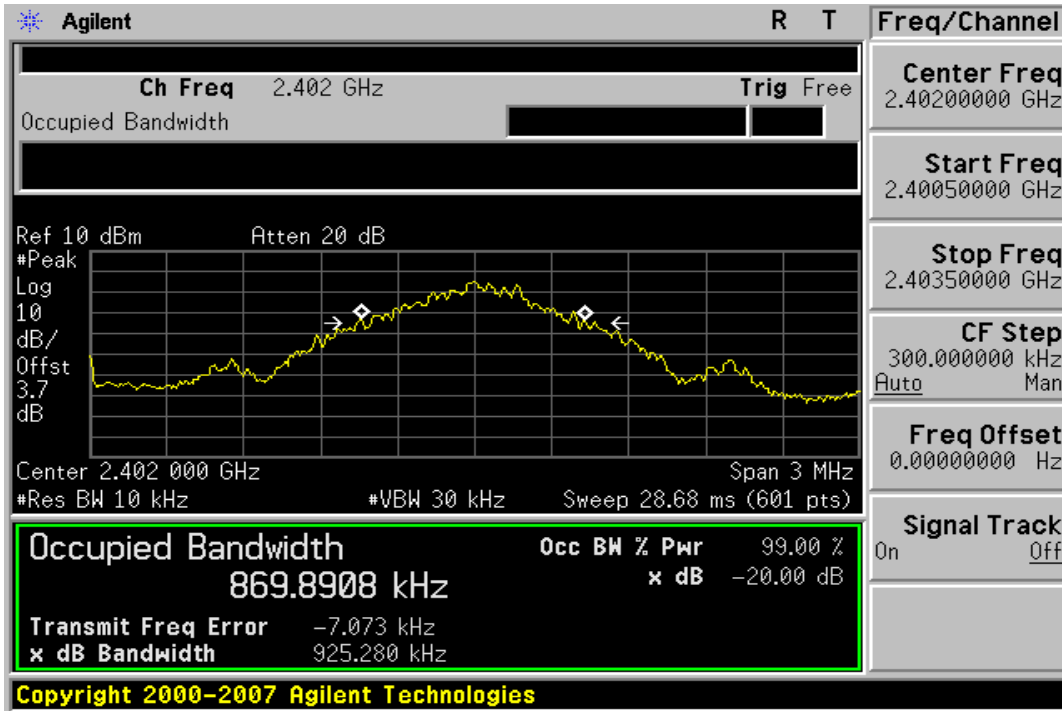 Agilent R T
Ch Freq 2.402 GHz Trig Free
Occupied Bandwidth
Ref 10 dBm Atten 20 dB
#Peak
Log
10
dB/
Offst
3.7
dB
Center 2.402 000 GHz Span 3 MHz
#Res BW 10 kHz #VBW 30 kHz Sweep 28.68 ms (601 pts)
Occupied Bandwidth
869.8908 kHz
Occ BW % Pwr 99.00 %
x dB -20.00 dB
Transmit Freq Error -7.073 kHz
x dB Bandwidth 925.280 kHz
Copyright 2000-2007 Agilent Technologies
Freq/Channel
Center Freq
2.40200000 GHz
Start Freq
2.40050000 GHz
Stop Freq
2.40350000 GHz
CF Step
300.000000 kHz
Auto Man
Freq Offset
0.00000000 Hz
Signal Track
On Off